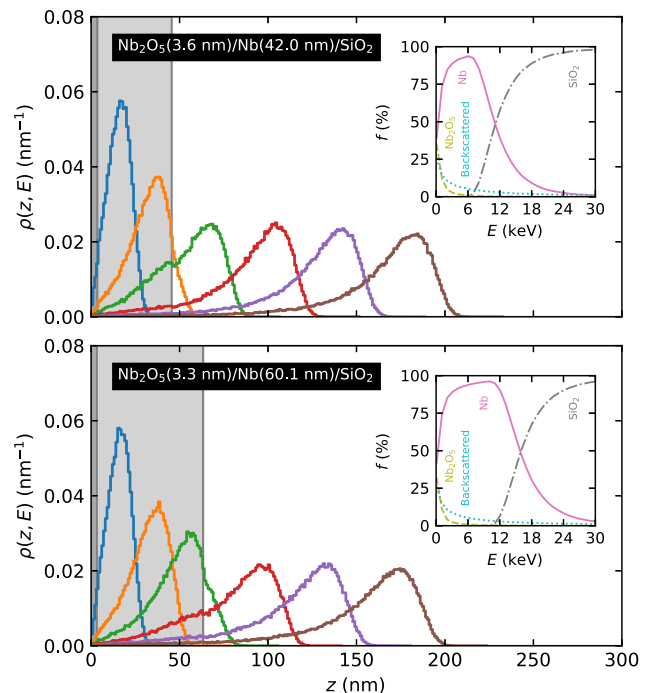 0.08
0.06
0.04
0.02
0.00
ρ(z, E) (nm⁻¹)
Nb₂O₅(3.6 nm)/Nb(42.0 nm)/SiO₂
100
75
50
25
0
f (%)
Nb
SiO₂
Nb₂O₅
Backscattered
0 6 12 18 24 30
E (keV)
0.08
0.06
0.04
0.02
0.00
ρ(z, E) (nm⁻¹)
Nb₂O₅(3.3 nm)/Nb(60.1 nm)/SiO₂
100
75
50
25
0
f (%)
Nb
SiO₂
Nb₂O₅
Backscattered
0 6 12 18 24 30
E (keV)
0 50 100 150 200 250 300
z (nm)